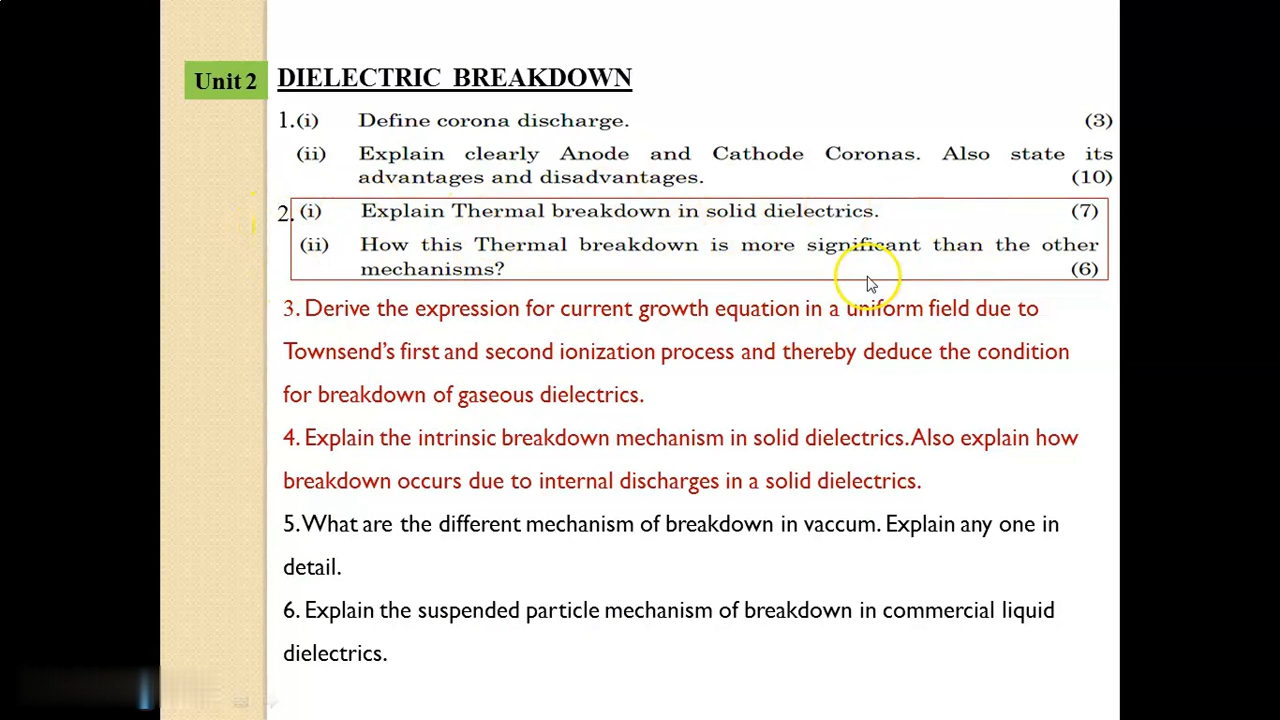 Unit 2 DIELECTRIC BREAKDOWN
1.(i) Define corona discharge. (3)
(ii) Explain clearly Anode and Cathode Coronas. Also state its
advantages and disadvantages. (10)
2. (i) Explain Thermal breakdown in solid dielectrics. (7)
(ii) How this Thermal breakdown is more significant than the other
mechanisms? (6)
3. Derive the expression for current growth equation in a uniform field due to
Townsend's first and second ionization process and thereby deduce the condition
for breakdown of gaseous dielectrics.
4. Explain the intrinsic breakdown mechanism in solid dielectrics. Also explain how
breakdown occurs due to internal discharges in a solid dielectrics.
5. What are the different mechanism of breakdown in vaccum. Explain any one in
detail.
6. Explain the suspended particle mechanism of breakdown in commercial liquid
dielectrics.